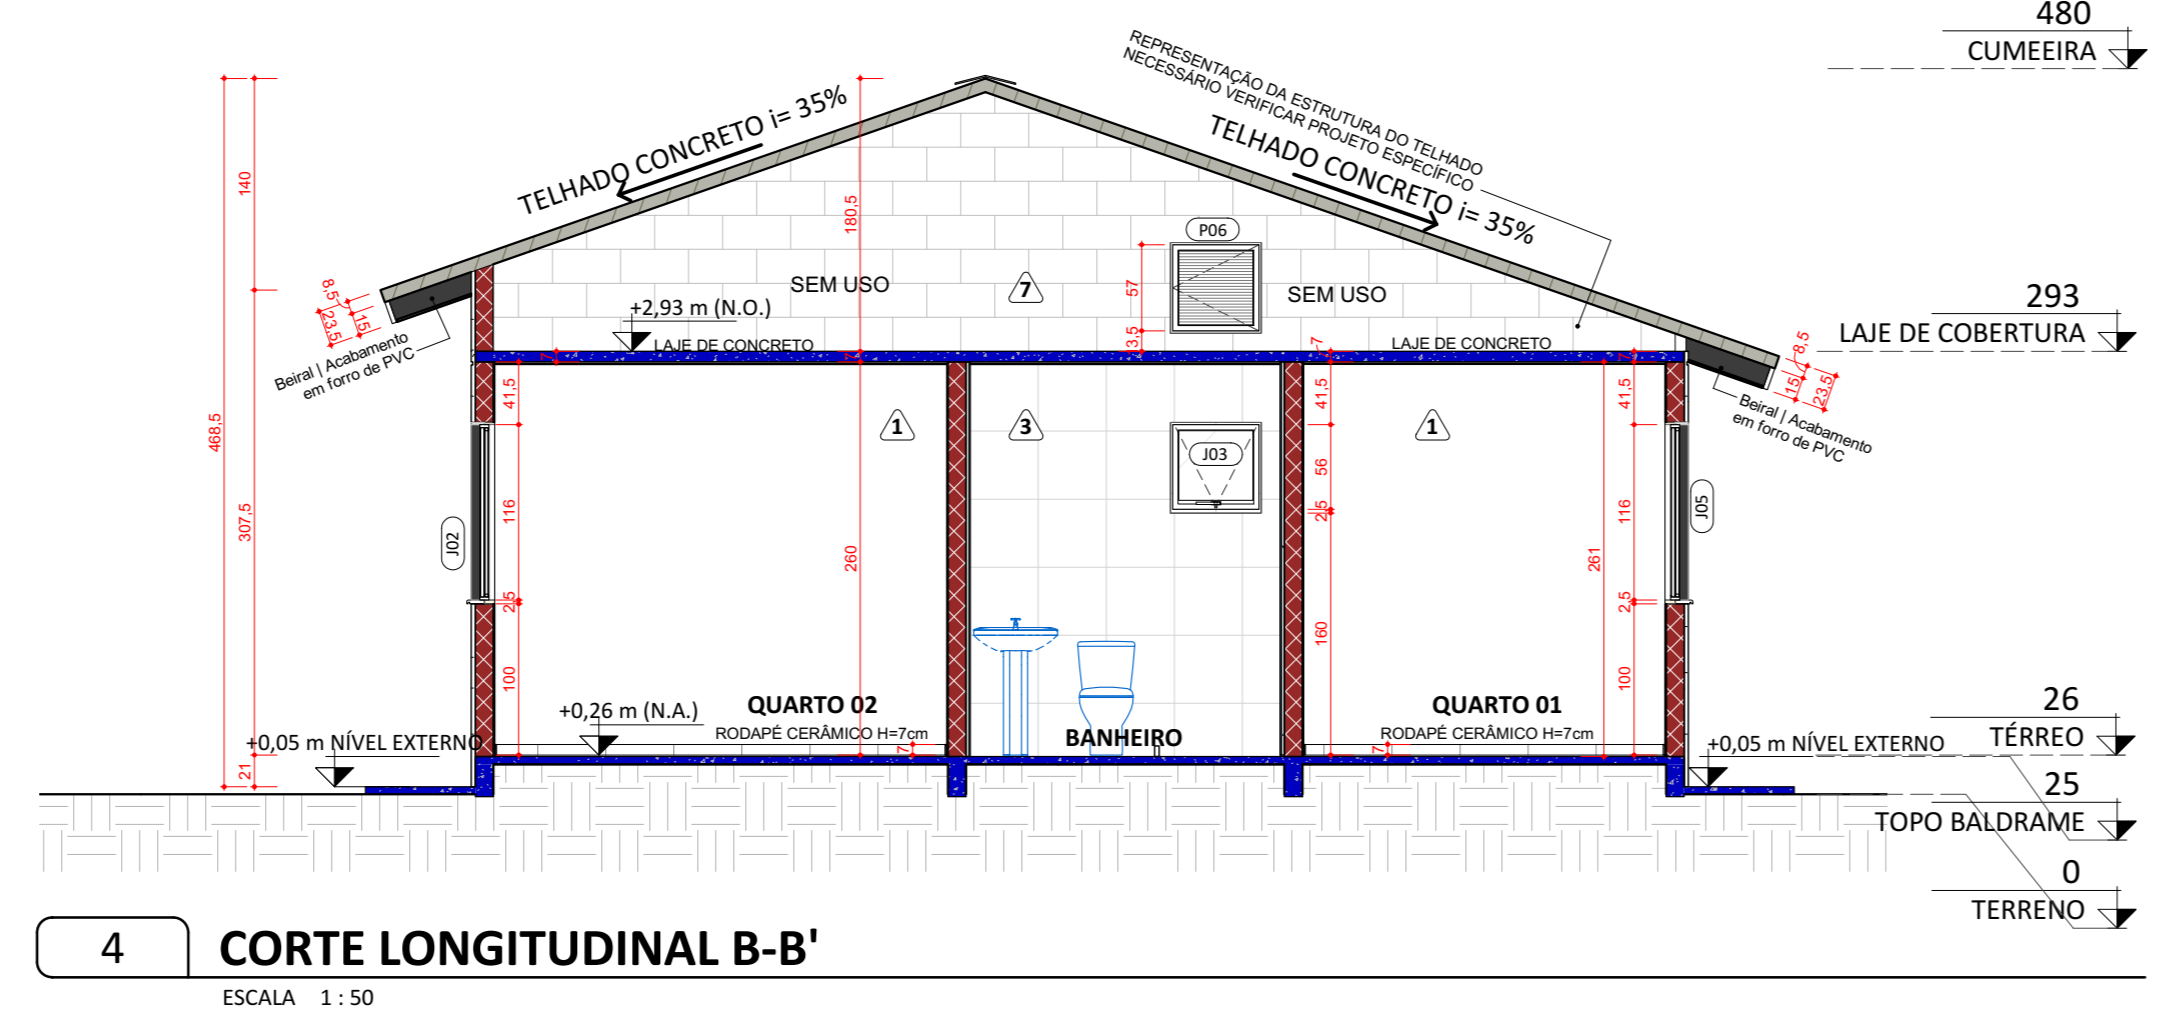 480
CUMEEIRA
REPRESENTAÇÃO DA ESTRUTURA DO TELHADO
NECESSÁRIO VERIFICAR PROJETO ESPECÍFICO
TELHADO CONCRETO i= 35%
TELHADO CONCRETO i= 35%
140
180,5
P06
57
SEM USO
7
SEM USO
293
LAJE DE COBERTURA
+2,93 m (N.O.)
LAJE DE CONCRETO
LAJE DE CONCRETO
13,5
7
7
7
7
8,5
15
23,5
Beiral | Acabamento
em forro de PVC
8,5
15
23,5
Beiral | Acabamento
em forro de PVC
468,5
307,5
41,5
41,5
41,5
1
3
1
J03
56
2,5
116
116
J02
J05
260
261
2,5
2,5
160
100
100
QUARTO 02
RODAPÉ CERÂMICO H=7cm
7
+0,26 m (N.A.)
BANHEIRO
QUARTO 01
RODAPÉ CERÂMICO H=7cm
7
+0,05 m NÍVEL EXTERNO
21
+0,05 m NÍVEL EXTERNO
26
TÉRREO
25
TOPO BALDRAME
0
TERRENO
4
CORTE LONGITUDINAL B-B'
ESCALA 1 : 50